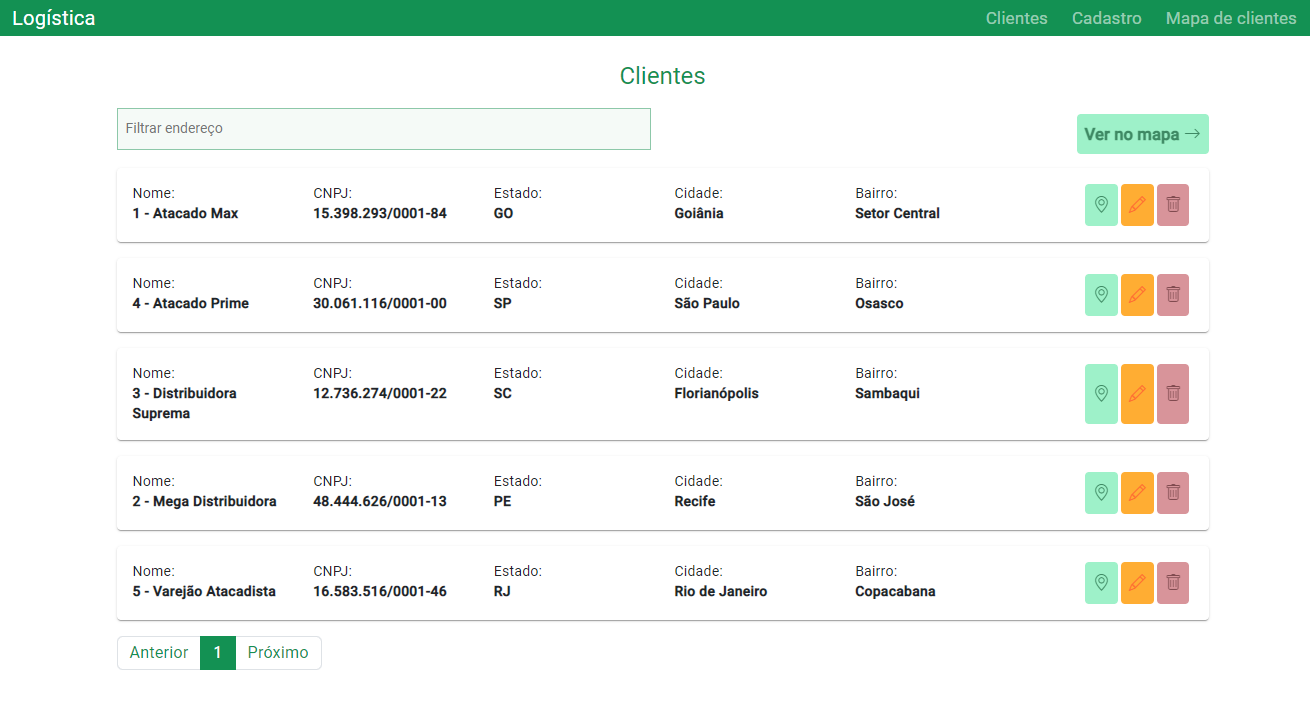 Logística Clientes Cadastro Mapa de clientes
Clientes
Filtrar endereço
Ver no mapa →
Nome: CNPJ: Estado: Cidade: Bairro:
1 - Atacado Max 15.398.293/0001-84 GO Goiânia Setor Central
Nome: CNPJ: Estado: Cidade: Bairro:
4 - Atacado Prime 30.061.116/0001-00 SP São Paulo Osasco
Nome: CNPJ: Estado: Cidade: Bairro:
3 - Distribuidora 12.736.274/0001-22 SC Florianópolis Sambaqui
Suprema
Nome: CNPJ: Estado: Cidade: Bairro:
2 - Mega Distribuidora 48.444.626/0001-13 PE Recife São José
Nome: CNPJ: Estado: Cidade: Bairro:
5 - Varejão Atacadista 16.583.516/0001-46 RJ Rio de Janeiro Copacabana
Anterior 1 Próximo